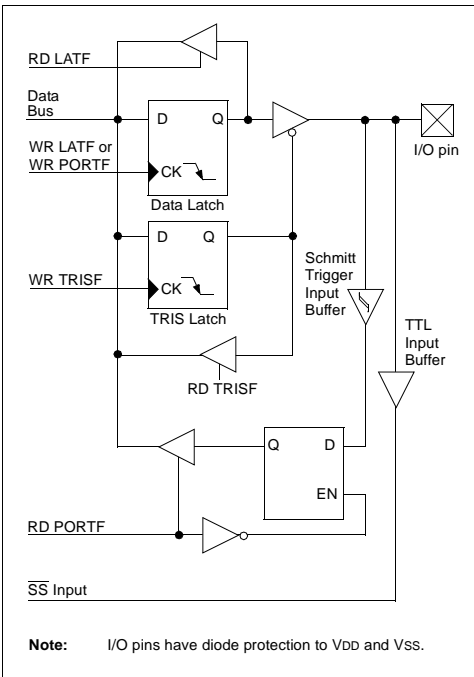 RD LATF
Data
Bus
D Q
I/O pin
WR LATF or
WR PORTF
CK
Data Latch
D Q
WR TRISF
CK
TRIS Latch
Schmitt
Trigger
Input
Buffer
TTL
Input
Buffer
RD TRISF
Q D
EN
RD PORTF
SS Input
Note: I/O pins have diode protection to VDD and VSS.